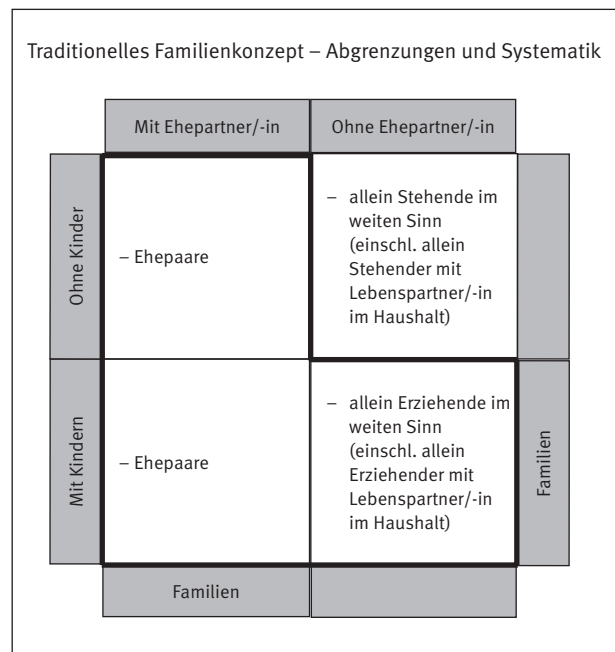 Traditionelles Familienkonzept – Abgrenzungen und Systematik
Mit Ehepartner/-in
Ohne Ehepartner/-in
Ohne Kinder
– Ehepaare
– allein Stehende im
weiten Sinn
(einschl. allein
Stehender mit
Lebenspartner/-in
im Haushalt)
Mit Kindern
– Ehepaare
– allein Erziehende im
weiten Sinn
(einschl. allein
Erziehender mit
Lebenspartner/-in
im Haushalt)
Familien
Familien